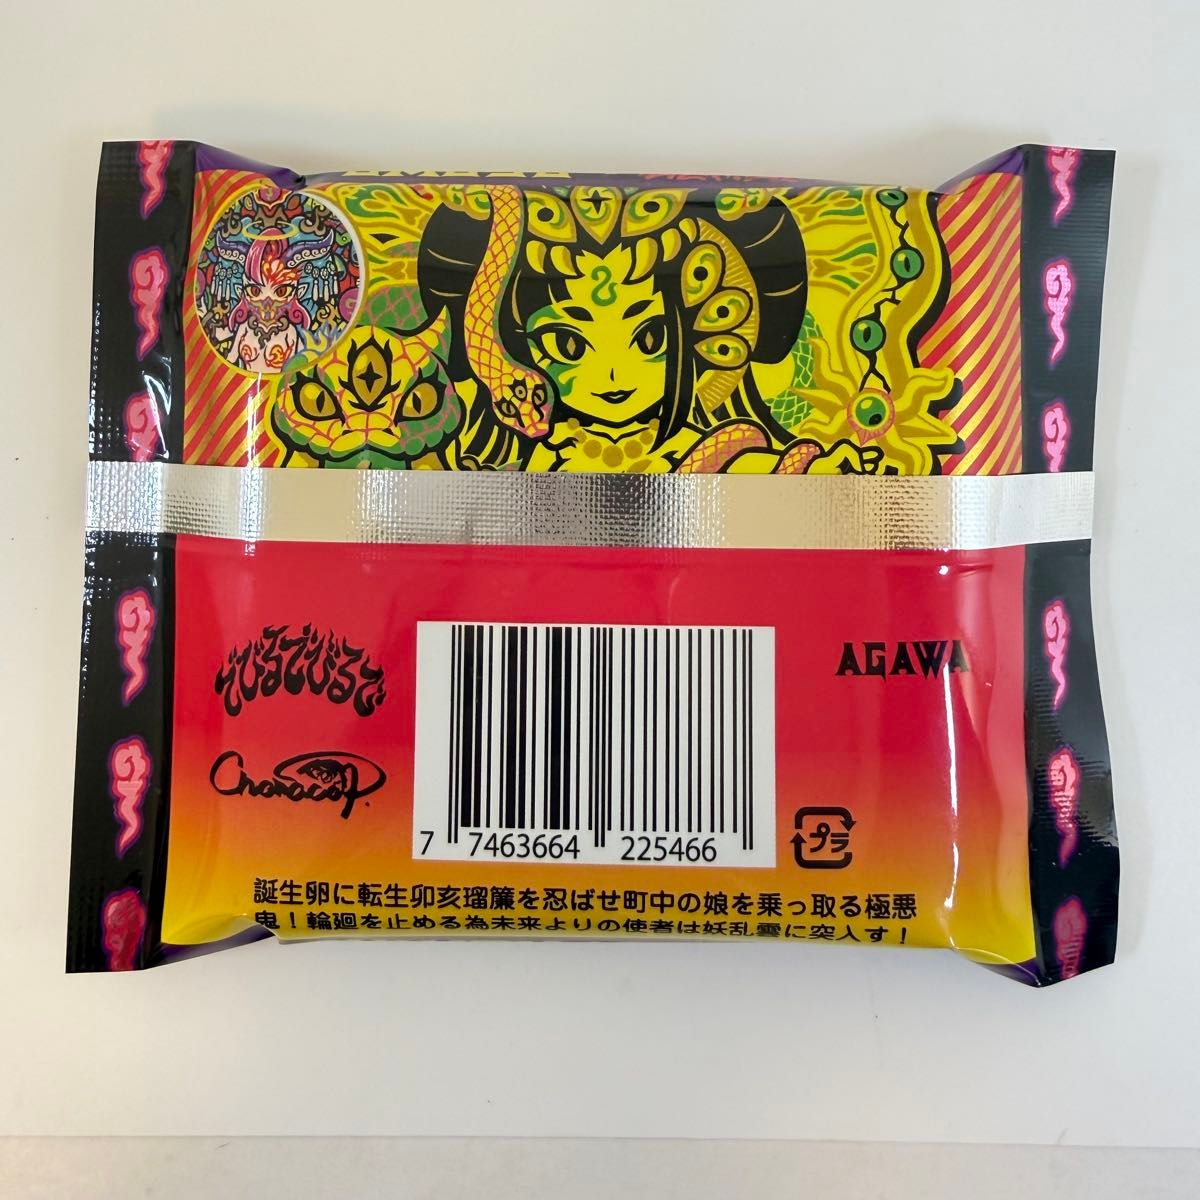 でびるでびるで
AGAWA
Characop.
7 7463664 225466
プラ
誕生卵に転生卯亥瑠簾を忍ばせ町中の娘を乗っ取る極悪
鬼！輪廻を止める為未来よりの使者は妖乱雲に突入す！